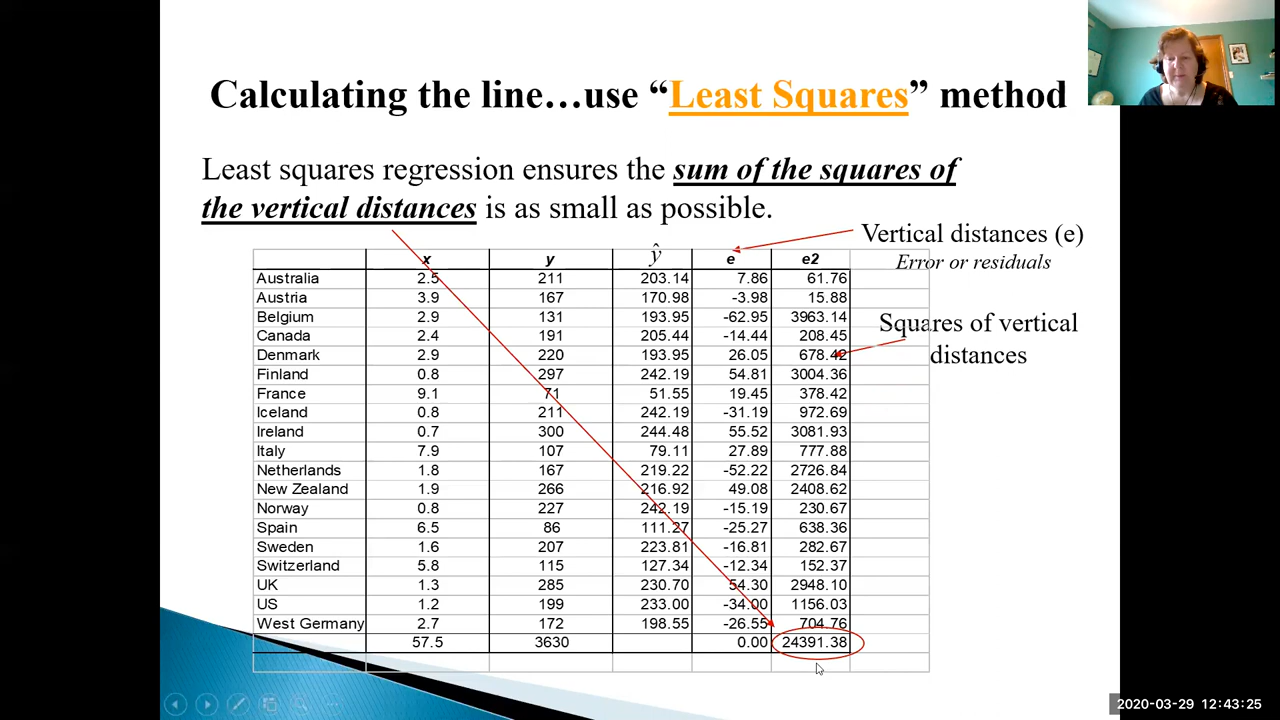 Calculating the line…use “Least Squares” method
Least squares regression ensures the sum of the squares of
the vertical distances is as small as possible.
Vertical distances (e)
Error or residuals
Squares of vertical
distances
x y ŷ e e2
Australia 2.5 211 203.14 7.86 61.76
Austria 3.9 167 170.98 -3.98 15.88
Belgium 2.9 131 193.95 -62.95 3963.14
Canada 2.4 191 205.44 -14.44 208.45
Denmark 2.9 220 193.95 26.05 678.42
Finland 0.8 297 242.19 54.81 3004.36
France 9.1 71 51.55 19.45 378.42
Iceland 0.8 211 242.19 -31.19 972.69
Ireland 0.7 300 244.48 55.52 3081.93
Italy 7.9 107 79.11 27.89 777.88
Netherlands 1.8 167 219.22 -52.22 2726.84
New Zealand 1.9 266 216.92 49.08 2408.62
Norway 0.8 227 242.19 -15.19 230.67
Spain 6.5 86 111.27 -25.27 638.36
Sweden 1.6 207 223.81 -16.81 282.67
Switzerland 5.8 115 127.34 -12.34 152.37
UK 1.3 285 230.70 54.30 2948.10
US 1.2 199 233.00 -34.00 1156.03
West Germany 2.7 172 198.55 -26.55 704.76
57.5 3630 0.00 24391.38
2020-03-29 12:43:25